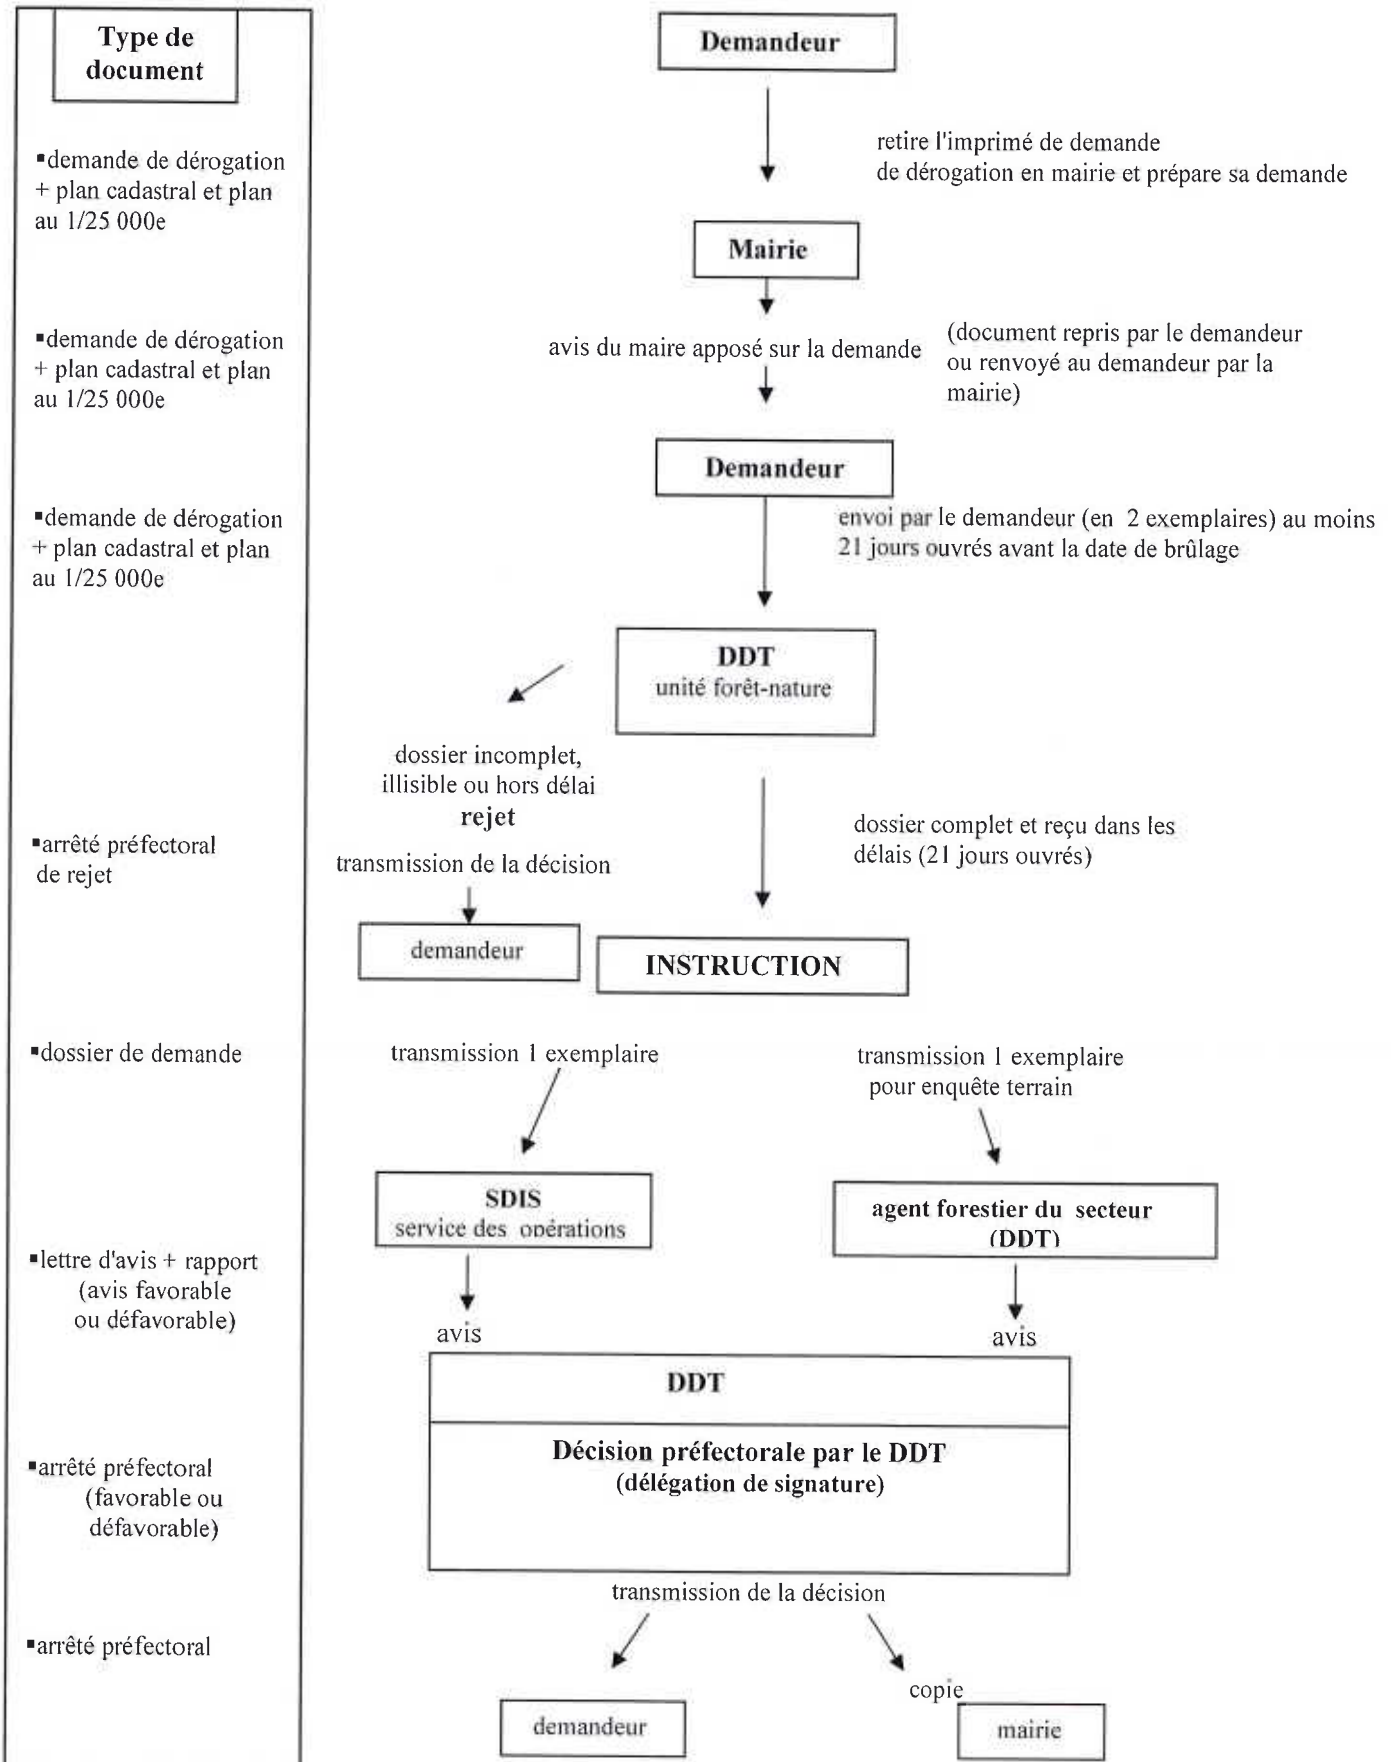 Type de
document
Demandeur
▪demande de dérogation
+ plan cadastral et plan
au 1/25 000e
retire l'imprimé de demande
de dérogation en mairie et prépare sa demande
Mairie
▪demande de dérogation
+ plan cadastral et plan
au 1/25 000e
avis du maire apposé sur la demande
(document repris par le demandeur
ou renvoyé au demandeur par la
mairie)
Demandeur
▪demande de dérogation
+ plan cadastral et plan
au 1/25 000e
envoi par le demandeur (en 2 exemplaires) au moins
21 jours ouvrés avant la date de brûlage
DDT
unité forêt-nature
dossier incomplet,
illisible ou hors délai
rejet
transmission de la décision
dossier complet et reçu dans les
délais (21 jours ouvrés)
▪arrêté préfectoral
de rejet
demandeur
INSTRUCTION
▪dossier de demande
transmission 1 exemplaire
transmission 1 exemplaire
pour enquête terrain
SDIS
service des opérations
agent forestier du secteur
(DDT)
▪lettre d'avis + rapport
(avis favorable
ou défavorable)
avis
avis
DDT
Décision préfectorale par le DDT
(délégation de signature)
▪arrêté préfectoral
(favorable ou
défavorable)
transmission de la décision
▪arrêté préfectoral
copie
demandeur
mairie